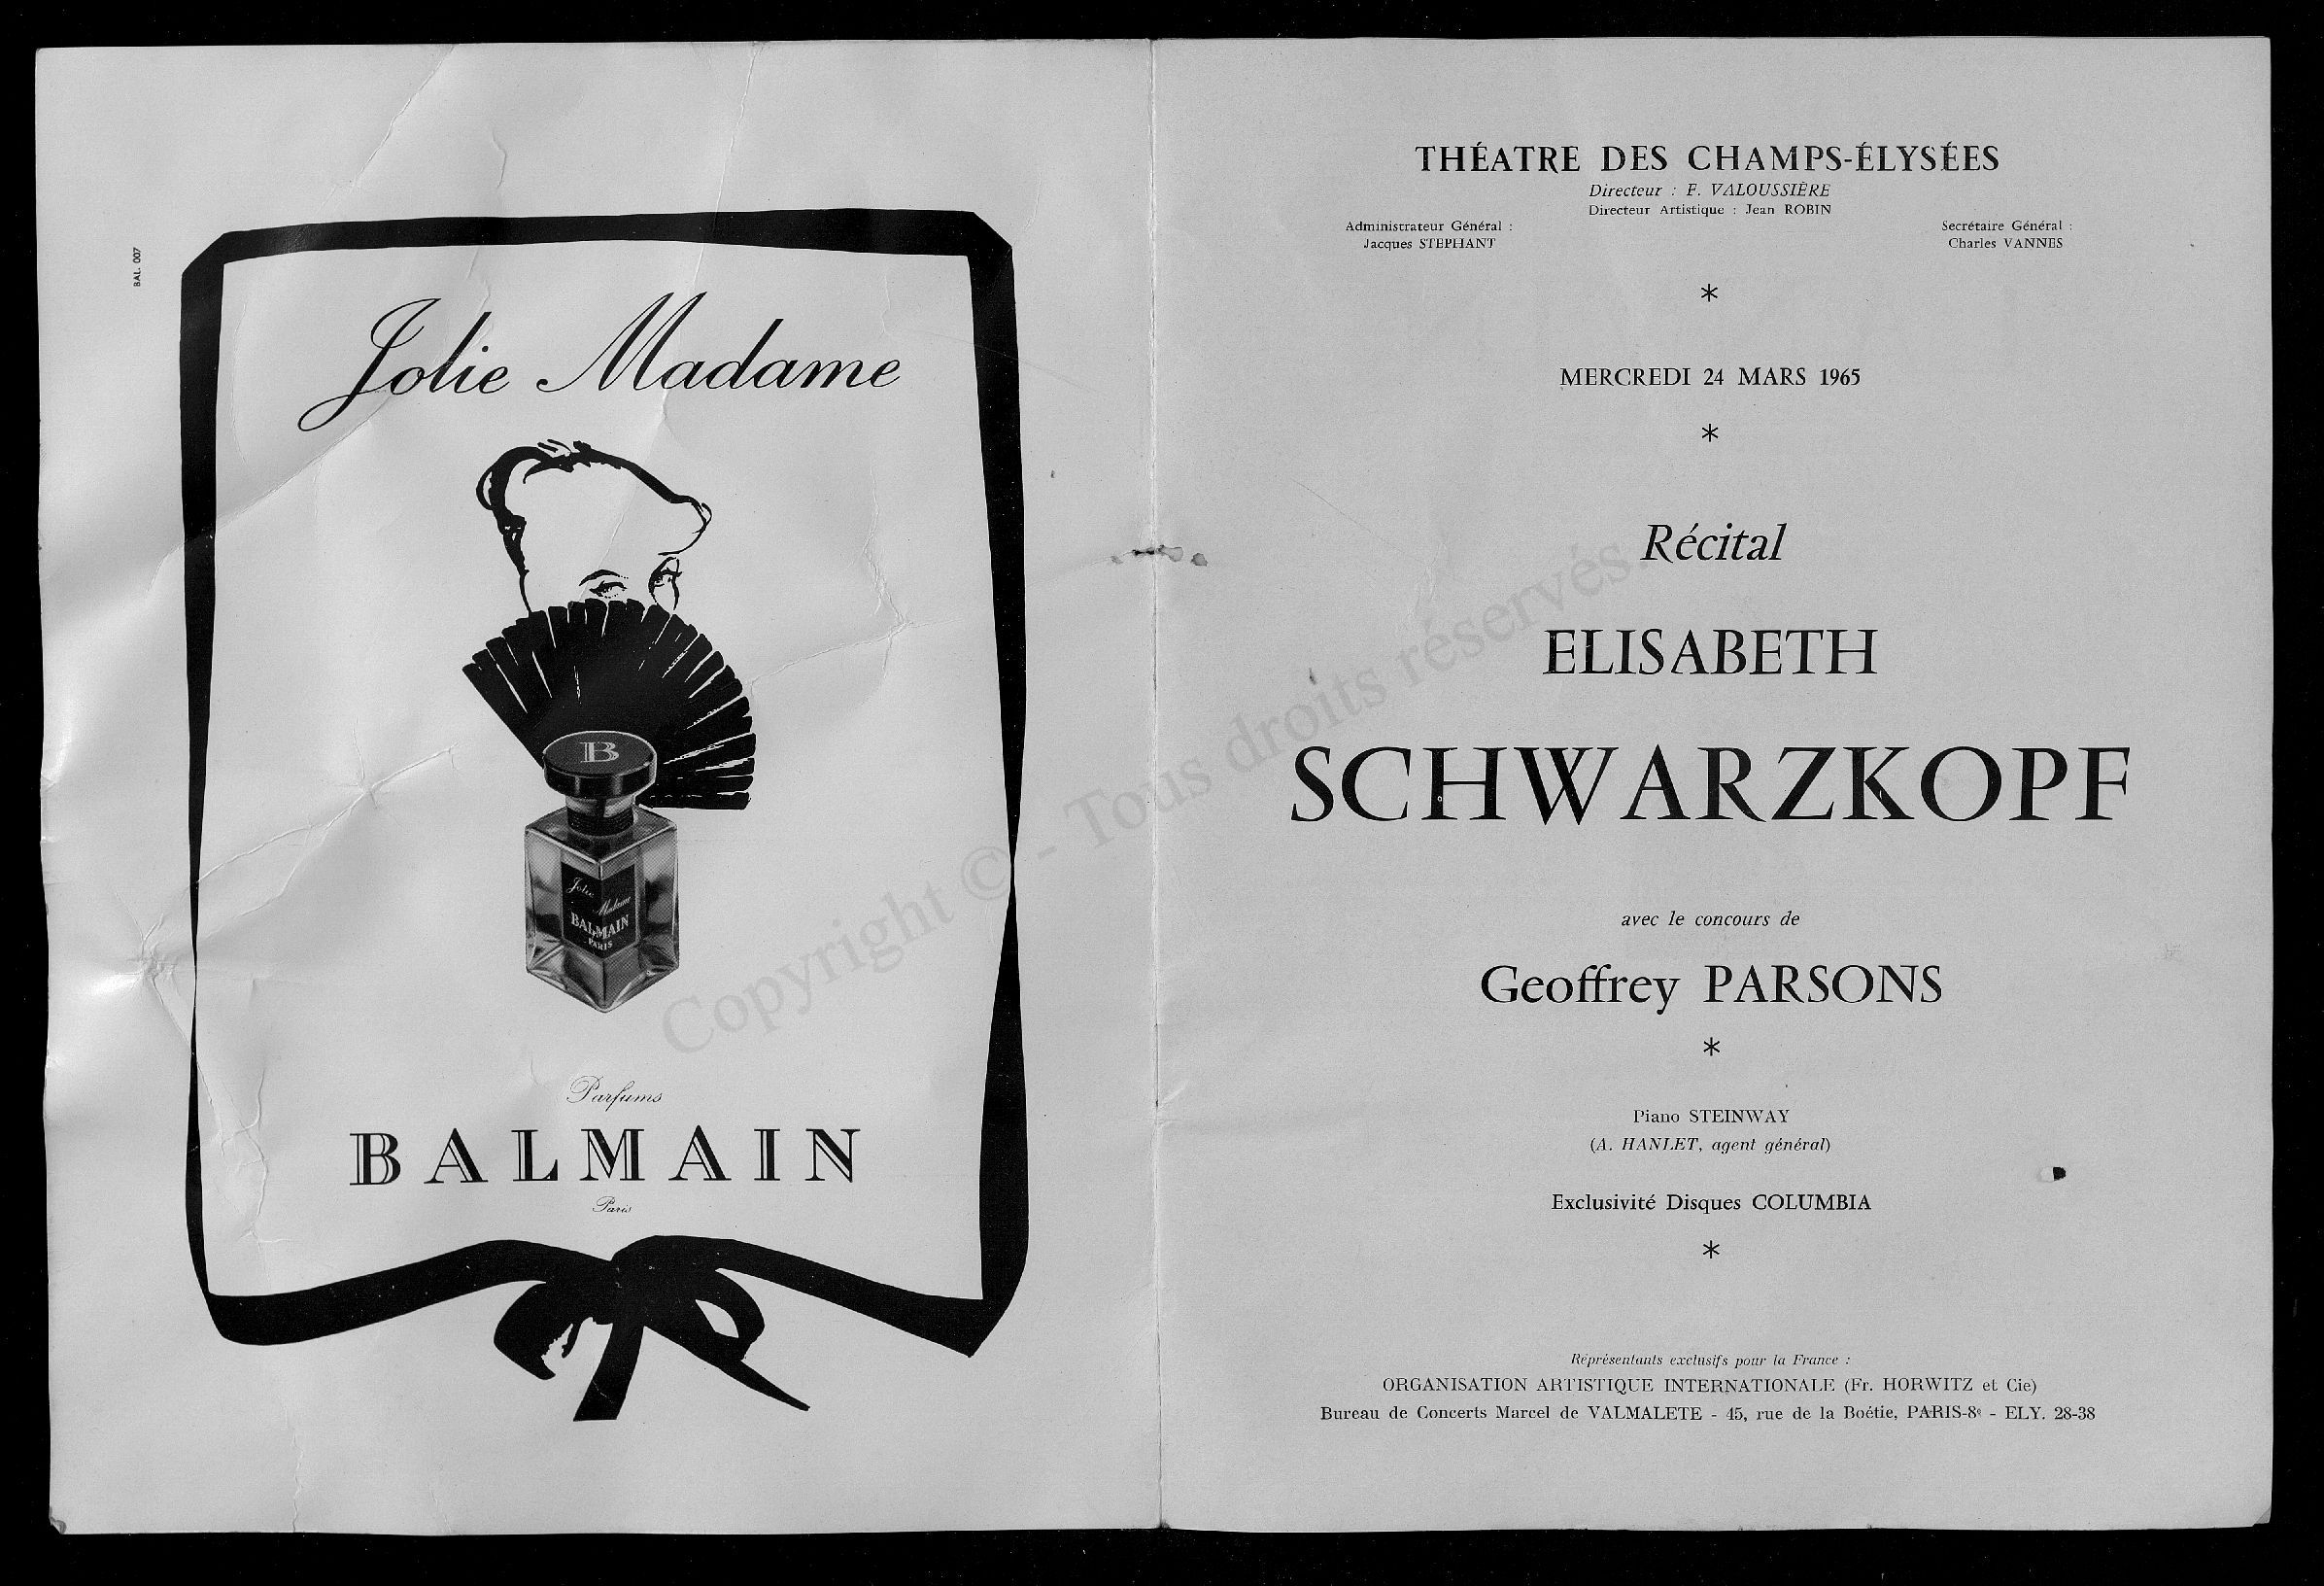 BAL. 007
Jolie Madame
B
Jolie
Madame
BALMAIN
PARIS
Parfums
BALMAIN
Paris
THÉATRE DES CHAMPS-ÉLYSÉES
Directeur : F. VALOUSSIÈRE
Directeur Artistique : Jean ROBIN
Administrateur Général :
Jacques STEPHANT
Secrétaire Général :
Charles VANNES
*
MERCREDI 24 MARS 1965
*
Récital
ELISABETH
SCHWARZKOPF
avec le concours de
Geoffrey PARSONS
*
Piano STEINWAY
(A. HANLET, agent général)
Exclusivité Disques COLUMBIA
*
Réprésentants exclusifs pour la France :
ORGANISATION ARTISTIQUE INTERNATIONALE (Fr. HORWITZ et Cie)
Bureau de Concerts Marcel de VALMALETE - 45, rue de la Boétie, PARIS-8e - ELY. 28-38
Copyright © - Tous droits réservés.